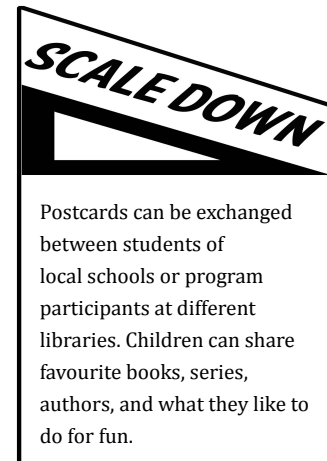 SCALE DOWN
Postcards can be exchanged
between students of
local schools or program
participants at different
libraries. Children can share
favourite books, series,
authors, and what they like to
do for fun.